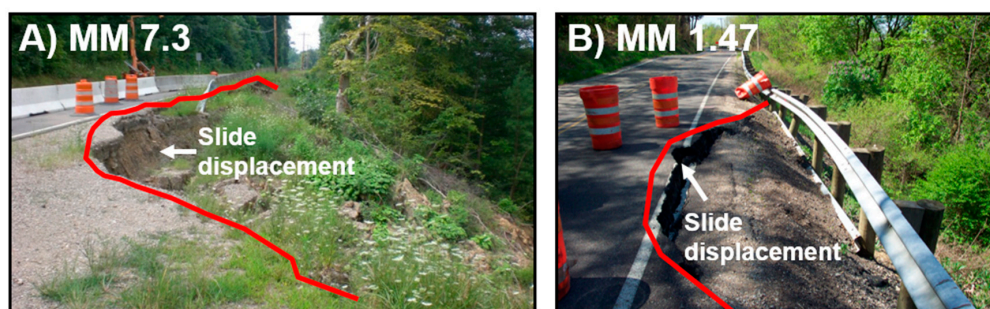 A) MM 7.3
Slide
displacement
B) MM 1.47
Slide
displacement